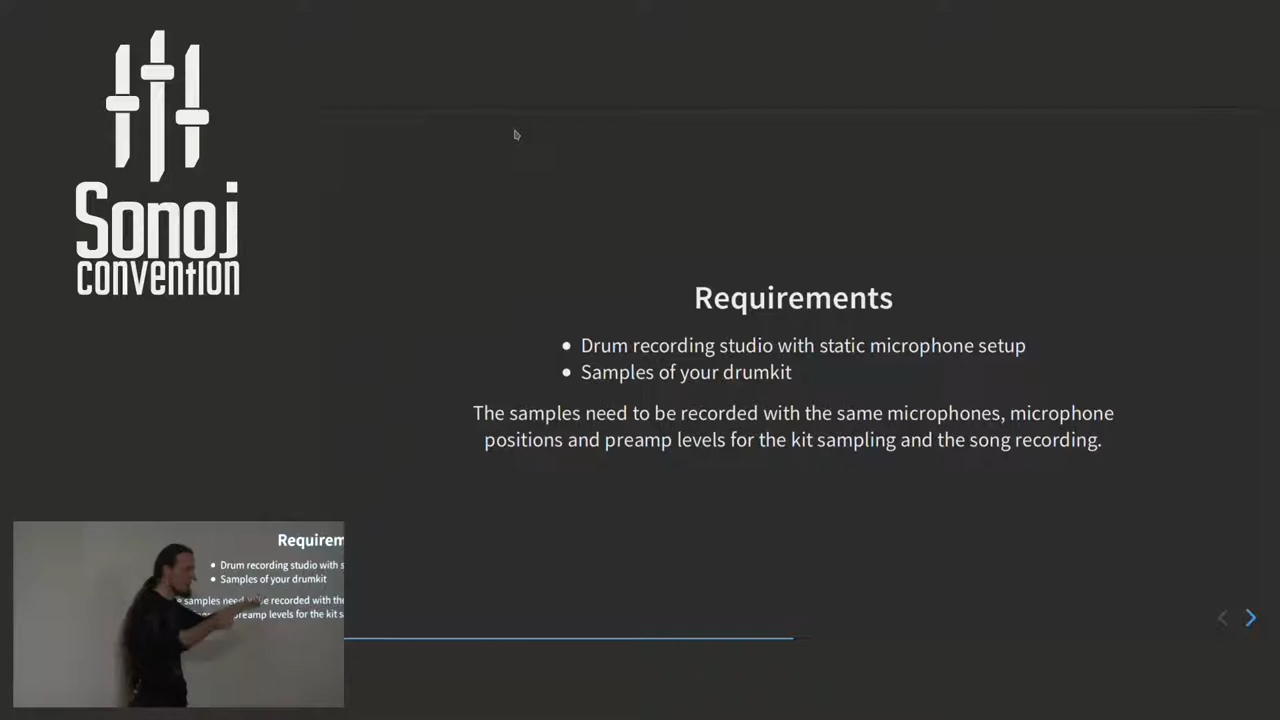 Sonoj
convention
Requirements
Drum recording studio with static microphone setup
Samples of your drumkit
The samples need to be recorded with the same microphones, microphone
positions and preamp levels for the kit sampling and the song recording.
Requirem
Drum recording studio with s
Samples of your drumkit
samples need be recorded with the
preamp levels for the kit s